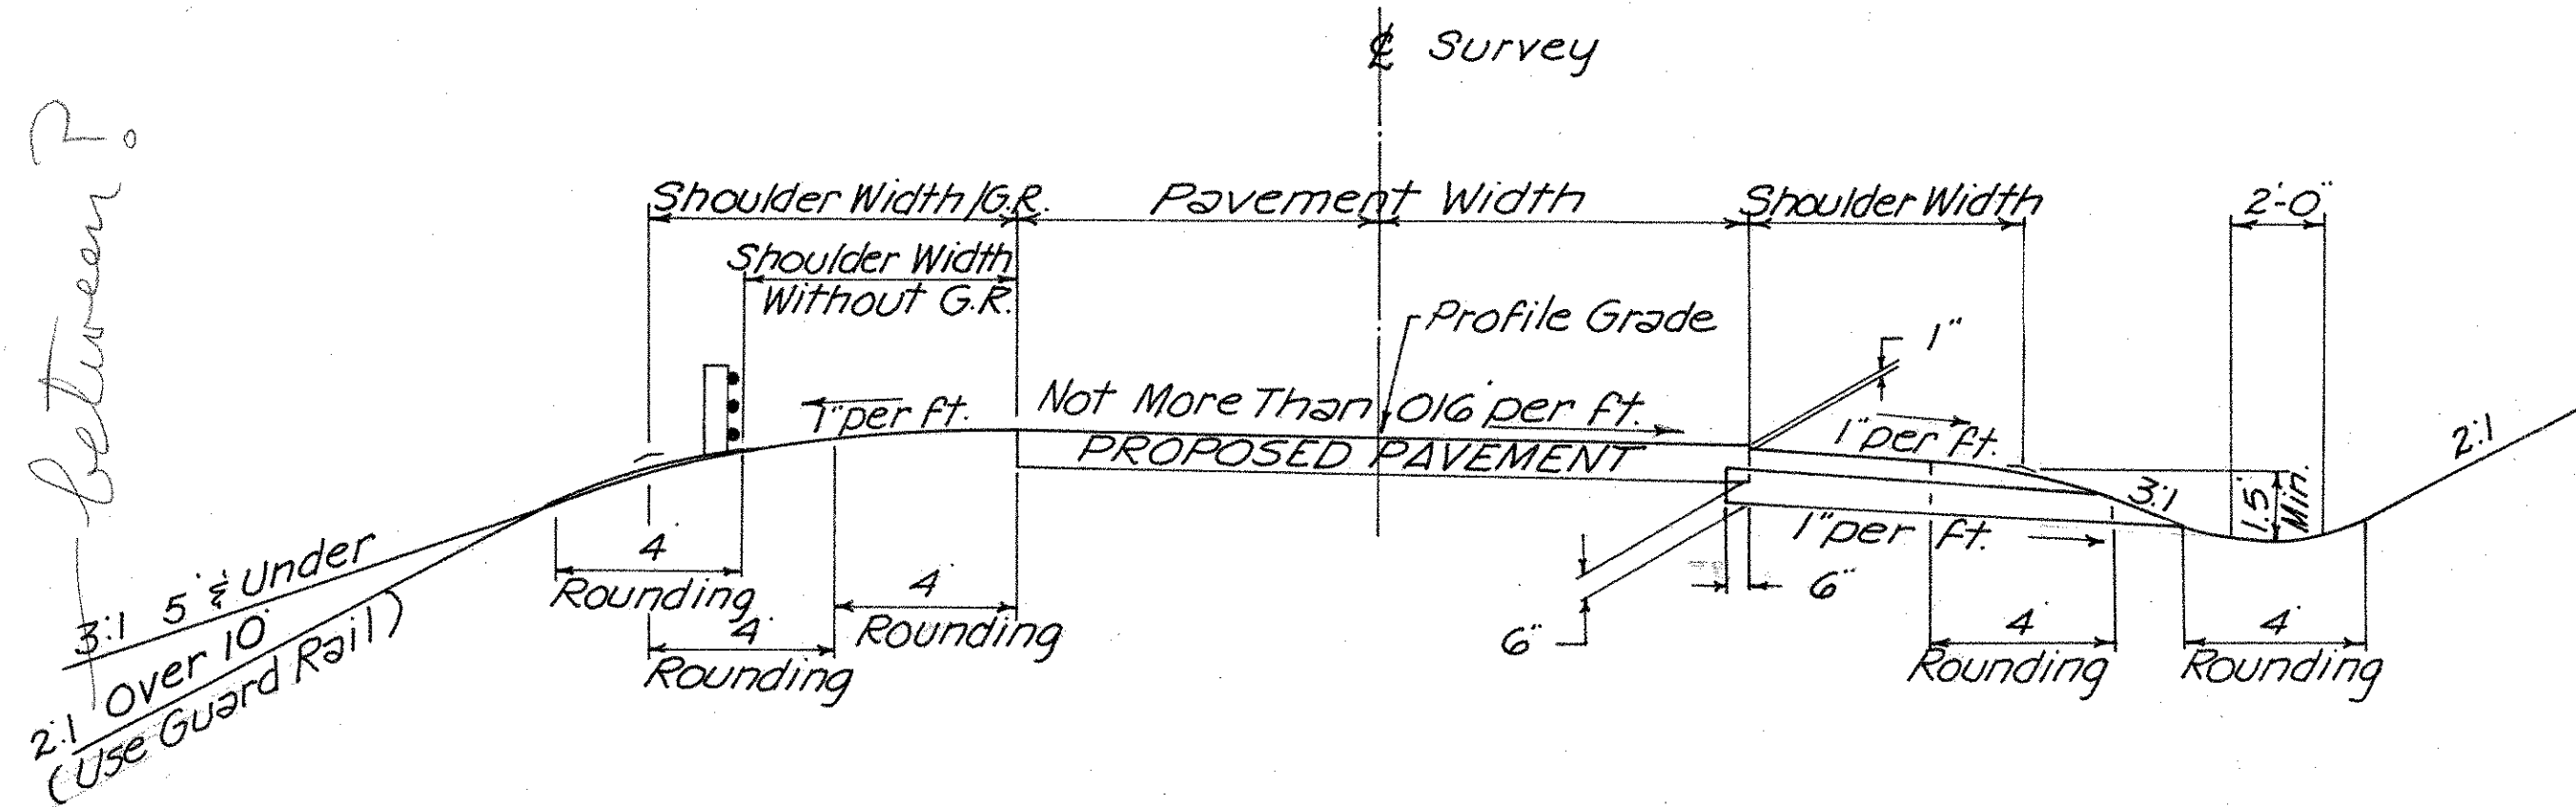 ℄ Survey
between ?
Shoulder Width/G.R.
Pavement Width
Shoulder Width
2'-0"
Shoulder Width
Without G.R.
Profile Grade
1"
1" per ft.
Not More Than .016' per ft.
1" per ft.
2:1
PROPOSED PAVEMENT
3:1
1.5'
Min.
1" per ft.
3:1 5' & Under
2:1 Over 10'
(Use Guard Rail)
4'
Rounding
4'
Rounding
4'
Rounding
6"
6"
4'
Rounding
4'
Rounding